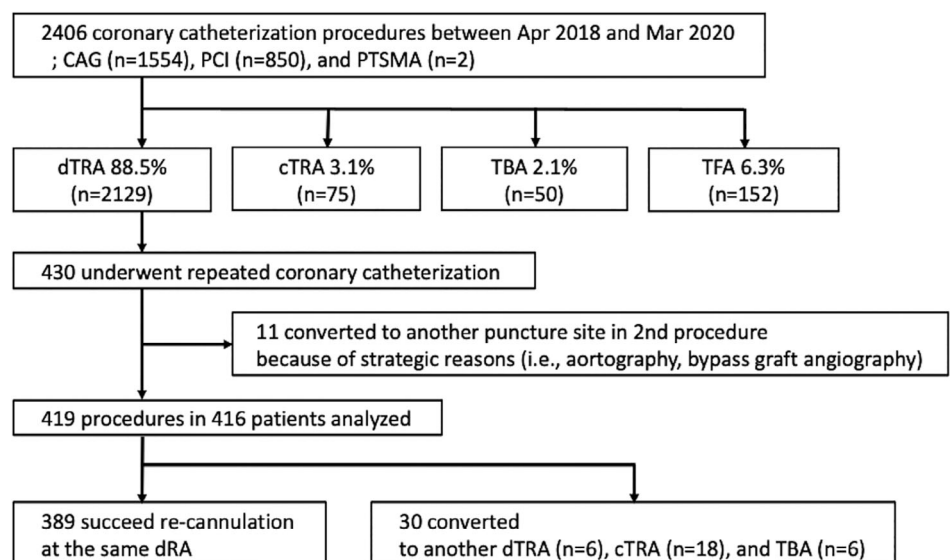 2406 coronary catheterization procedures between Apr 2018 and Mar 2020
; CAG (n=1554), PCI (n=850), and PTSMA (n=2)
dTRA 88.5%
(n=2129)
cTRA 3.1%
(n=75)
TBA 2.1%
(n=50)
TFA 6.3%
(n=152)
430 underwent repeated coronary catheterization
11 converted to another puncture site in 2nd procedure
because of strategic reasons (i.e., aortography, bypass graft angiography)
419 procedures in 416 patients analyzed
389 succeed re-cannulation
at the same dRA
30 converted
to another dTRA (n=6), cTRA (n=18), and TBA (n=6)